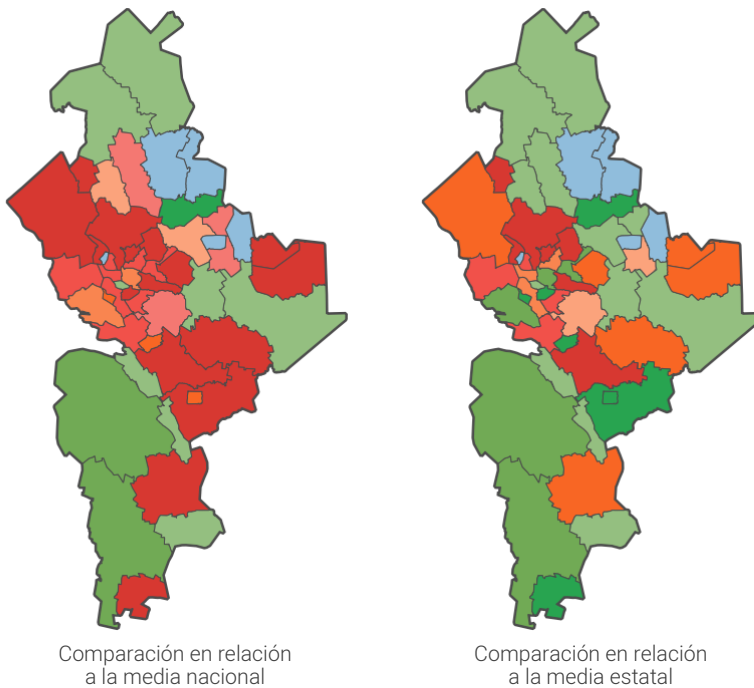 Comparación en relación
a la media nacional
Comparación en relación
a la media estatal